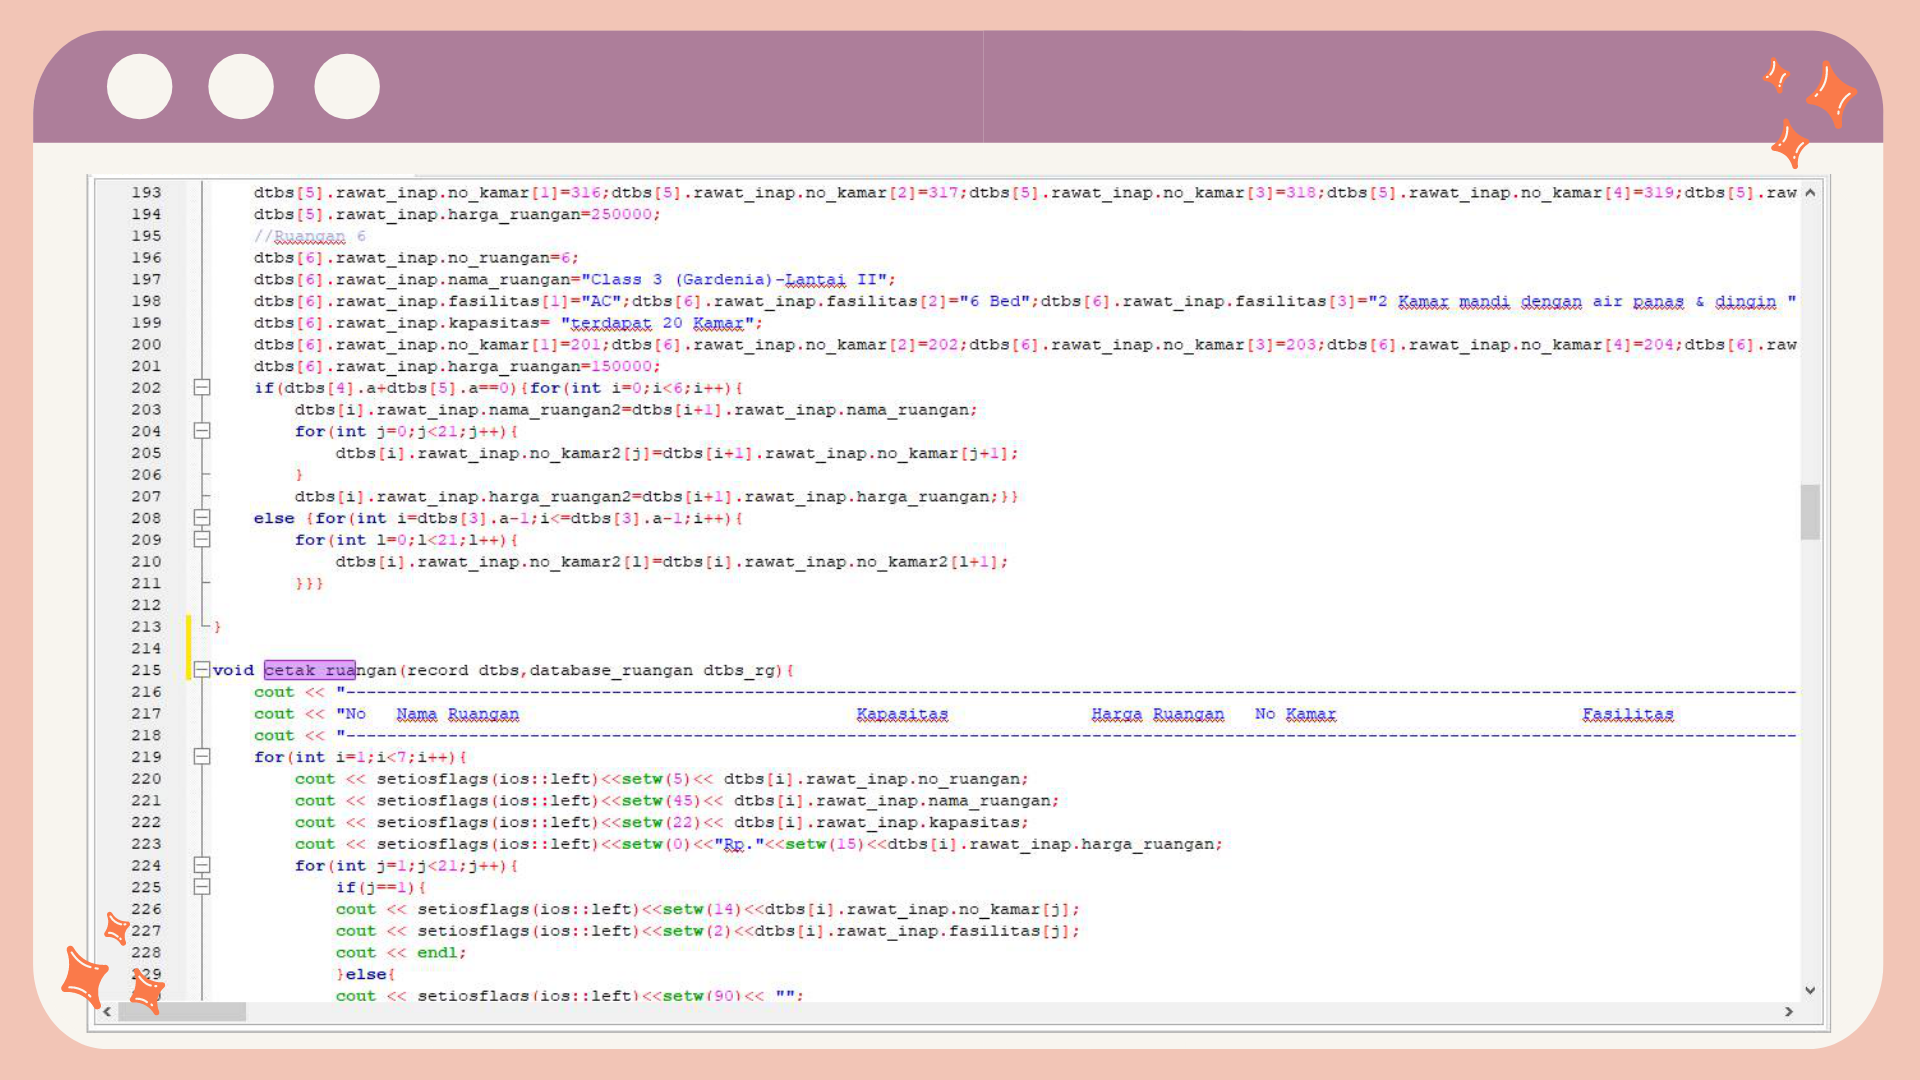 193 dtbs[5].rawat_inap.no_kamar[1]=316;dtbs[5].rawat_inap.no_kamar[2]=317;dtbs[5].rawat_inap.no_kamar[3]=318;dtbs[5].rawat_inap.no_kamar[4]=319;dtbs[5].raw
194 dtbs[5].rawat_inap.harga_ruangan=250000;
195 //Ruangan 6
196 dtbs[6].rawat_inap.no_ruangan=6;
197 dtbs[6].rawat_inap.nama_ruangan="Class 3 (Gardenia)-Lantai II";
198 dtbs[6].rawat_inap.fasilitas[1]="AC";dtbs[6].rawat_inap.fasilitas[2]="6 Bed";dtbs[6].rawat_inap.fasilitas[3]="2 Kamar mandi dengan air panas & dingin "
199 dtbs[6].rawat_inap.kapasitas= "terdapat 20 Kamar";
200 dtbs[6].rawat_inap.no_kamar[1]=201;dtbs[6].rawat_inap.no_kamar[2]=202;dtbs[6].rawat_inap.no_kamar[3]=203;dtbs[6].rawat_inap.no_kamar[4]=204;dtbs[6].raw
201 dtbs[6].rawat_inap.harga_ruangan=150000;
202 if(dtbs[4].a+dtbs[5].a==0){for(int i=0;i<6;i++){
203 dtbs[i].rawat_inap.nama_ruangan2=dtbs[i+1].rawat_inap.nama_ruangan;
204 for(int j=0;j<21;j++){
205 dtbs[i].rawat_inap.no_kamar2[j]=dtbs[i+1].rawat_inap.no_kamar[j+1];
206 }
207 dtbs[i].rawat_inap.harga_ruangan2=dtbs[i+1].rawat_inap.harga_ruangan;}}
208 else {for(int i=dtbs[3].a-1;i<=dtbs[3].a-1;i++){
209 for(int l=0;l<21;l++){
210 dtbs[i].rawat_inap.no_kamar2[l]=dtbs[i].rawat_inap.no_kamar2[l+1];
211 }}}
212
213 }
214
215 void cetak_ruangan(record dtbs,database_ruangan dtbs_rg){
216 cout << "----------------------------------------------------------------------------------------------------------------------------------------------
217 cout << "No   Nama Ruangan                                 Kapasitas              Harga Ruangan   No Kamar                        Fasilitas
218 cout << "----------------------------------------------------------------------------------------------------------------------------------------------
219 for(int i=1;i<7;i++){
220 cout << setiosflags(ios::left)<<setw(5)<< dtbs[i].rawat_inap.no_ruangan;
221 cout << setiosflags(ios::left)<<setw(45)<< dtbs[i].rawat_inap.nama_ruangan;
222 cout << setiosflags(ios::left)<<setw(22)<< dtbs[i].rawat_inap.kapasitas;
223 cout << setiosflags(ios::left)<<setw(0)<<"Rp."<<setw(15)<<dtbs[i].rawat_inap.harga_ruangan;
224 for(int j=1;j<21;j++){
225 if(j==1){
226 cout << setiosflags(ios::left)<<setw(14)<<dtbs[i].rawat_inap.no_kamar[j];
227 cout << setiosflags(ios::left)<<setw(2)<<dtbs[i].rawat_inap.fasilitas[j];
228 cout << endl;
229 }else{
cout << setiosflags(ios::left)<<setw(90)<< "";